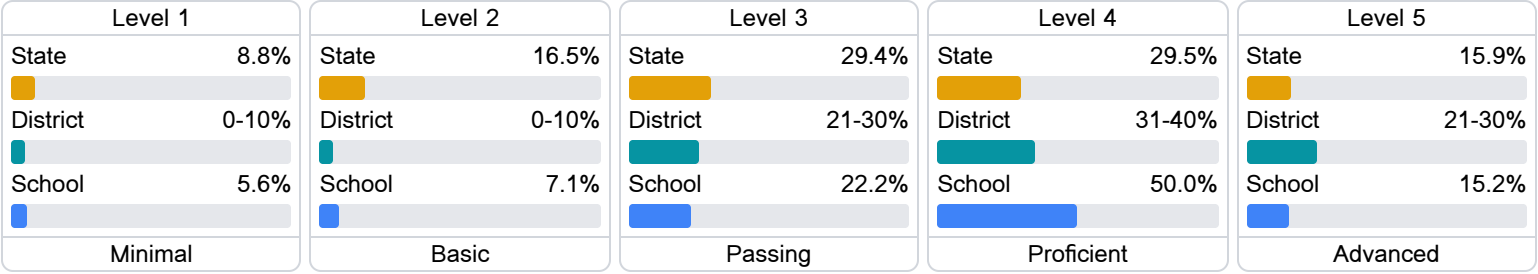 Level 1
State 8.8%
District 0-10%
School 5.6%
Minimal
Level 2
State 16.5%
District 0-10%
School 7.1%
Basic
Level 3
State 29.4%
District 21-30%
School 22.2%
Passing
Level 4
State 29.5%
District 31-40%
School 50.0%
Proficient
Level 5
State 15.9%
District 21-30%
School 15.2%
Advanced